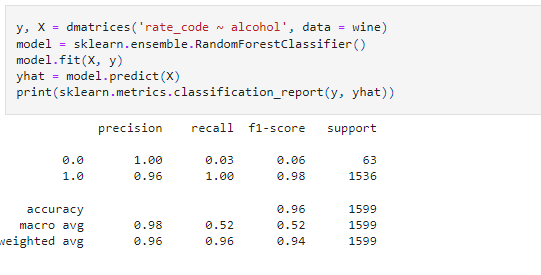 y, X = dmatrices('rate_code ~ alcohol', data = wine)
model = sklearn.ensemble.RandomForestClassifier()
model.fit(X, y)
yhat = model.predict(X)
print(sklearn.metrics.classification_report(y, yhat))
precision recall f1-score support
0.0 1.00 0.03 0.06 63
1.0 0.96 1.00 0.98 1536
accuracy 0.96 1599
macro avg 0.98 0.52 0.52 1599
weighted avg 0.96 0.96 0.94 1599